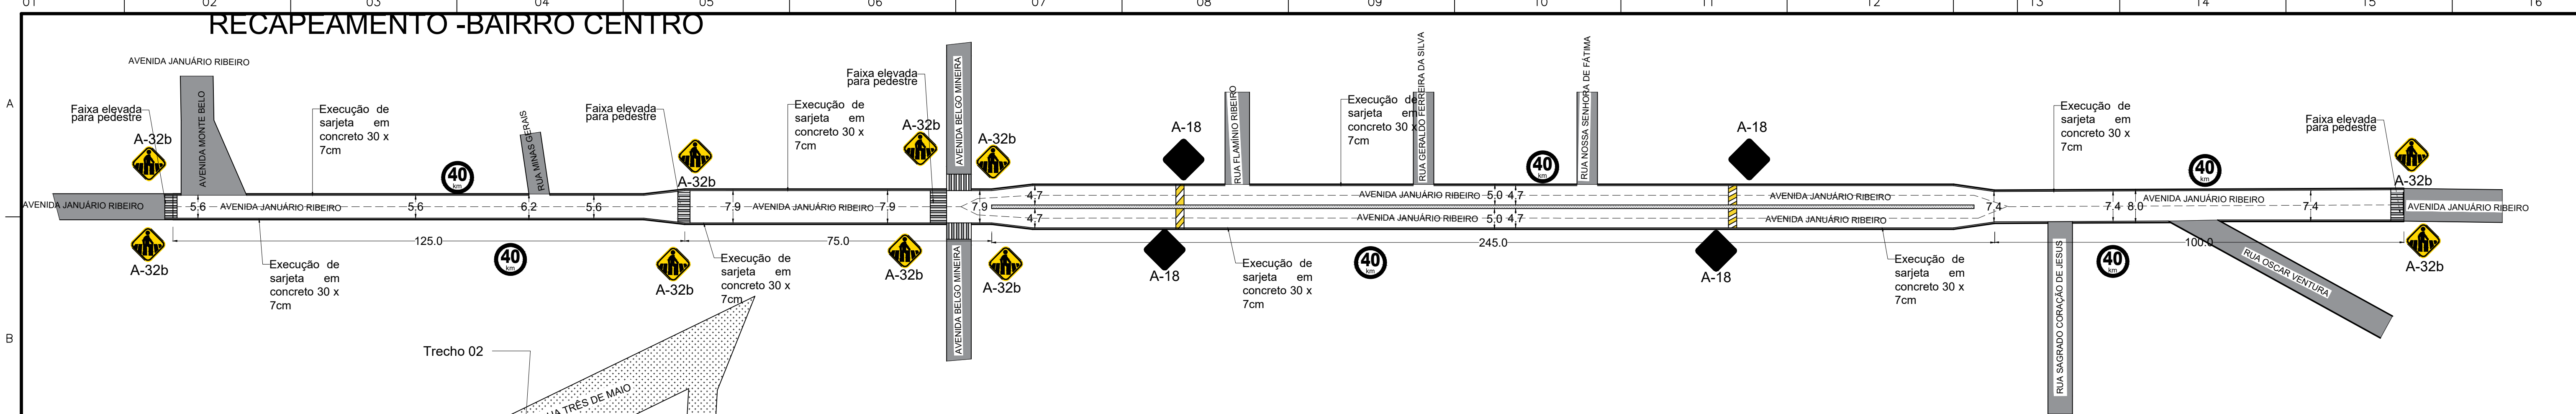 01 02 03 04 05 06 07 08 09 10 11 12 13 14 15 16
RECAPEAMENTO -BAIRRO CENTRO
A
B
AVENIDA JANUÁRIO RIBEIRO
Faixa elevada
para pedestre
A-32b
AVENIDA MONTE BELO
Execução de
sarjeta em
concreto 30 x
7cm
40
km
RUA MINAS GERAIS
Faixa elevada
para pedestre
A-32b
Execução de
sarjeta em
concreto 30 x
7cm
Faixa elevada
para pedestre
A-32b
AVENIDA BELGO MINEIRA
A-32b
A-18
RUA FLAMÍNIO RIBEIRO
Execução de
sarjeta em
concreto 30 x
7cm
RUA GERALDO FERREIRA DA SILVA
40
km
RUA NOSSA SENHORA DE FÁTIMA
A-18
Execução de
sarjeta em
concreto 30 x
7cm
40
km
Faixa elevada
para pedestre
A-32b
AVENIDA JANUÁRIO RIBEIRO
5.6
AVENIDA JANUÁRIO RIBEIRO
5.6
6.2
5.6
7.9
AVENIDA JANUÁRIO RIBEIRO
7.9
7.9
4.7
AVENIDA JANUÁRIO RIBEIRO
5.0
4.7
AVENIDA JANUÁRIO RIBEIRO
4.7
AVENIDA JANUÁRIO RIBEIRO
5.0
4.7
AVENIDA JANUÁRIO RIBEIRO
7.4
7.4
8.0
AVENIDA JANUÁRIO RIBEIRO
7.4
AVENIDA JANUÁRIO RIBEIRO
125.0
75.0
245.0
100.0
A-32b
Execução de
sarjeta em
concreto 30 x
7cm
40
km
A-32b
Execução de
sarjeta em
concreto 30 x
7cm
A-32b
AVENIDA BELGO MINEIRA
A-32b
A-18
Execução de
sarjeta em
concreto 30 x
7cm
40
km
A-18
Execução de
sarjeta em
concreto 30 x
7cm
RUA SAGRADO CORAÇÃO DE JESUS
40
km
RUA OSCAR VENTURA
A-32b
Trecho 02
UA TRÊS DE MAIO